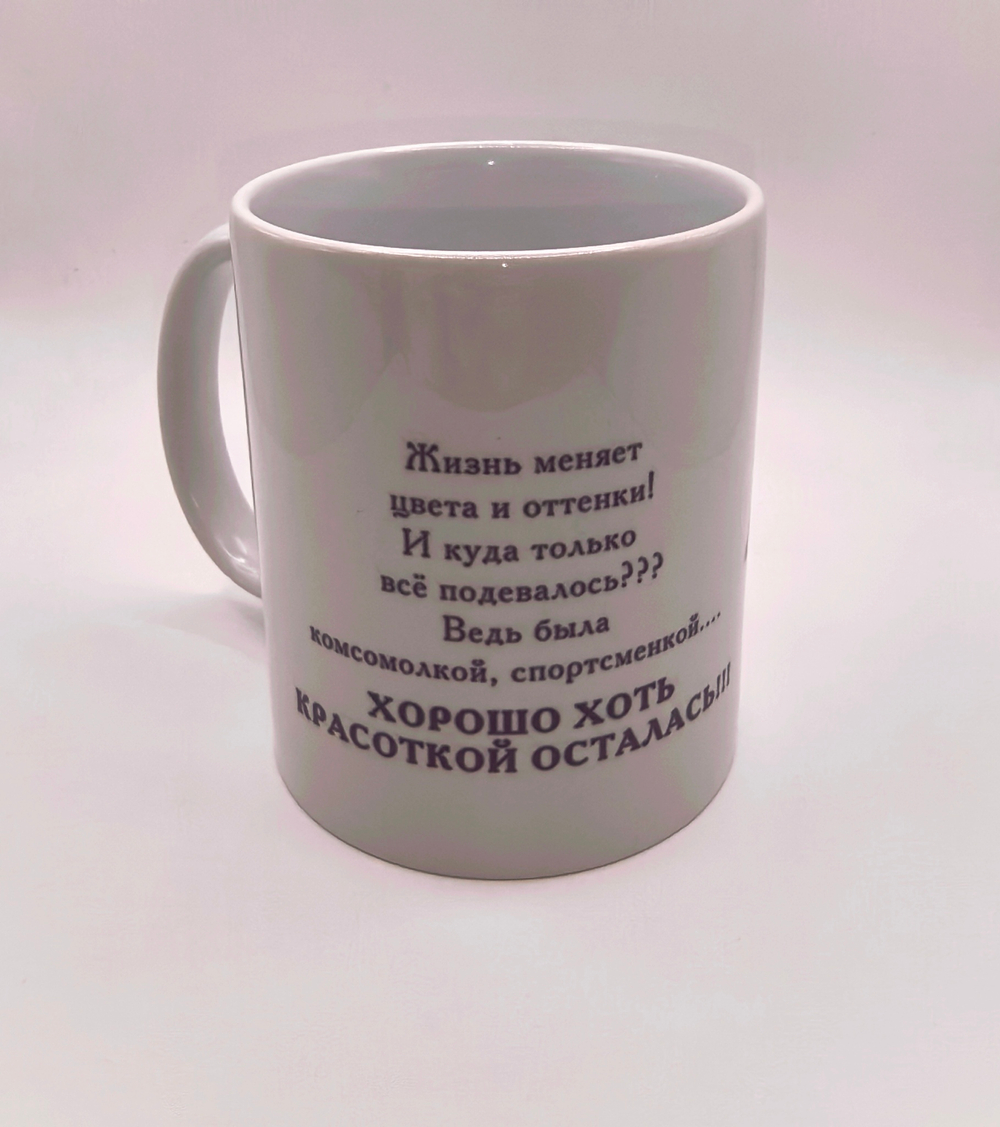 Жизнь меняет
цвета и оттенки!
И куда только
всё подевалось???
Ведь была
комсомолкой, спортсменкой....
ХОРОШО ХОТЬ
КРАСОТКОЙ ОСТАЛАСЬ!!!